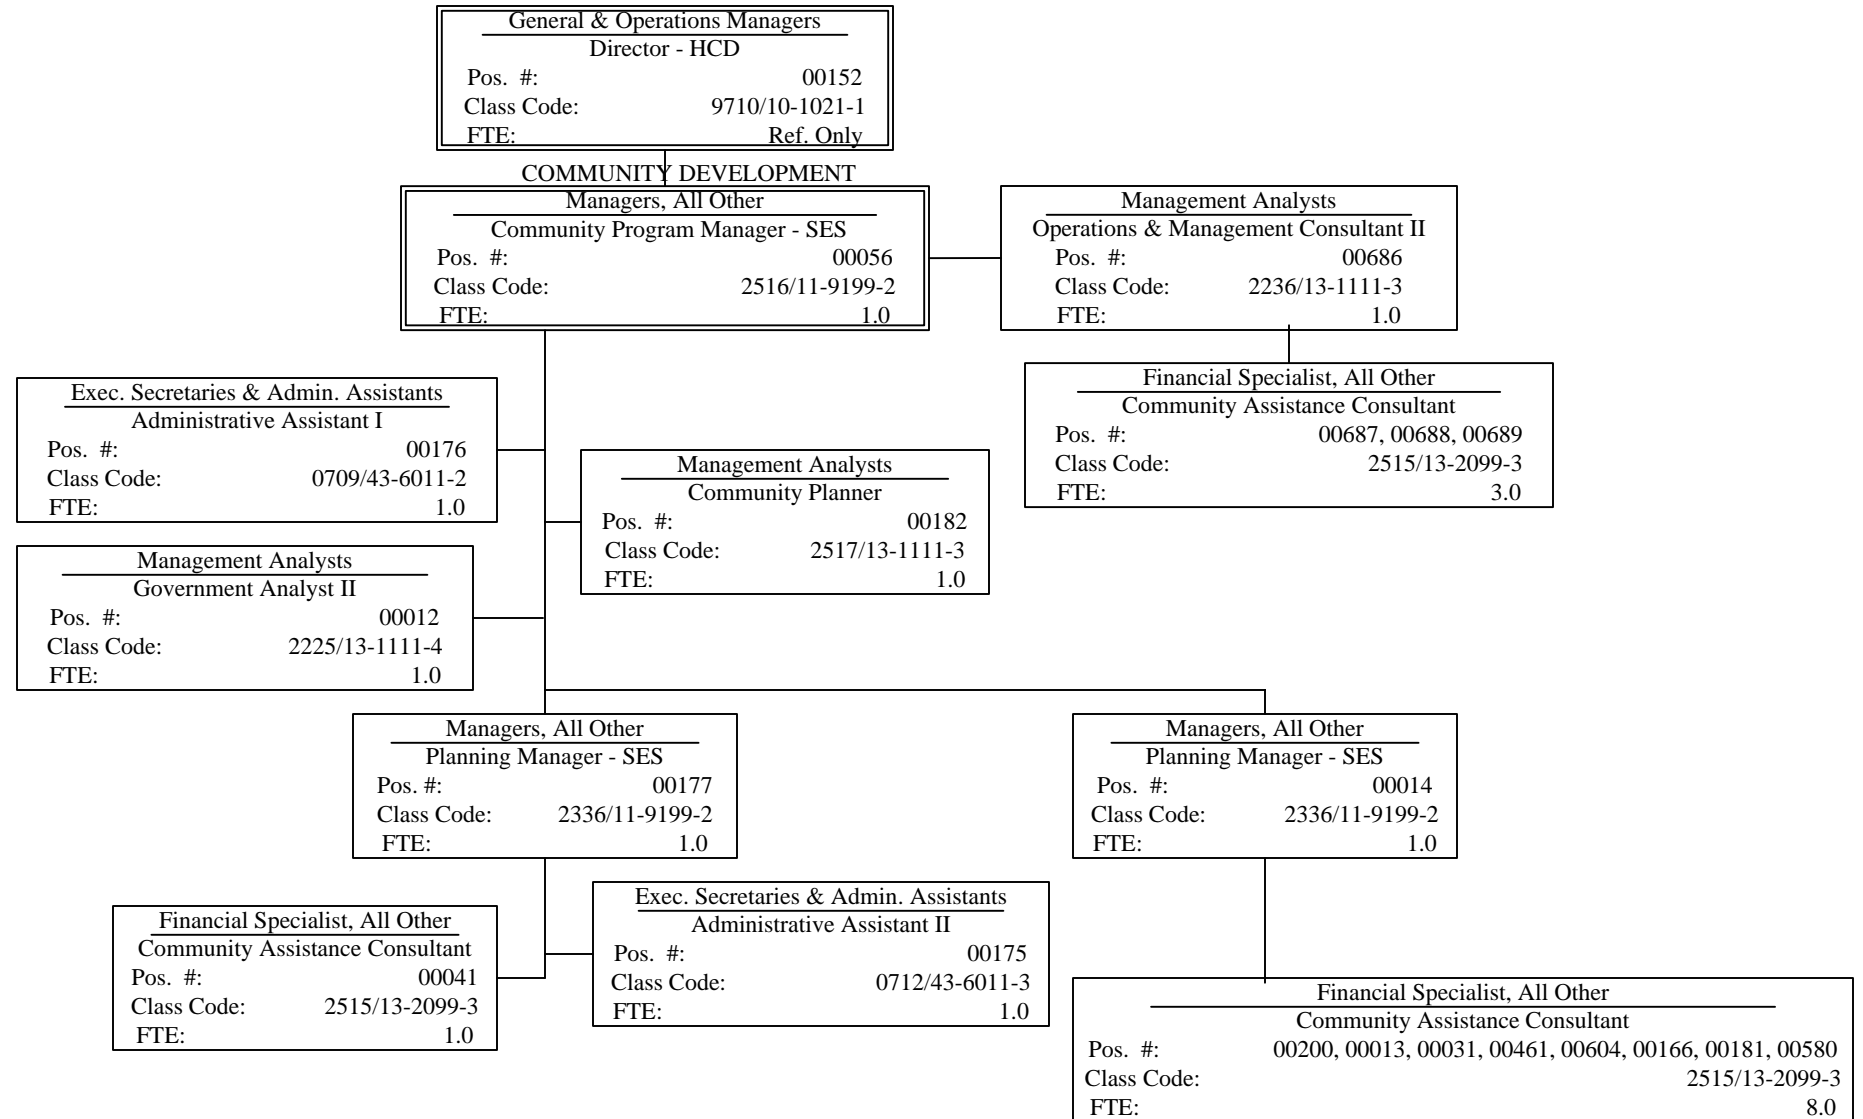 General & Operations Managers
Director - HCD
Pos. #: 00152
Class Code: 9710/10-1021-1
FTE: Ref. Only
COMMUNITY DEVELOPMENT
Managers, All Other
Community Program Manager - SES
Pos. #: 00056
Class Code: 2516/11-9199-2
FTE: 1.0
Management Analysts
Operations & Management Consultant II
Pos. #: 00686
Class Code: 2236/13-1111-3
FTE: 1.0
Financial Specialist, All Other
Community Assistance Consultant
Pos. #: 00687, 00688, 00689
Class Code: 2515/13-2099-3
FTE: 3.0
Exec. Secretaries & Admin. Assistants
Administrative Assistant I
Pos. #: 00176
Class Code: 0709/43-6011-2
FTE: 1.0
Management Analysts
Community Planner
Pos. #: 00182
Class Code: 2517/13-1111-3
FTE: 1.0
Management Analysts
Government Analyst II
Pos. #: 00012
Class Code: 2225/13-1111-4
FTE: 1.0
Managers, All Other
Planning Manager - SES
Pos. #: 00177
Class Code: 2336/11-9199-2
FTE: 1.0
Managers, All Other
Planning Manager - SES
Pos. #: 00014
Class Code: 2336/11-9199-2
FTE: 1.0
Financial Specialist, All Other
Community Assistance Consultant
Pos. #: 00041
Class Code: 2515/13-2099-3
FTE: 1.0
Exec. Secretaries & Admin. Assistants
Administrative Assistant II
Pos. #: 00175
Class Code: 0712/43-6011-3
FTE: 1.0
Financial Specialist, All Other
Community Assistance Consultant
Pos. #: 00200, 00013, 00031, 00461, 00604, 00166, 00181, 00580
Class Code: 2515/13-2099-3
FTE: 8.0